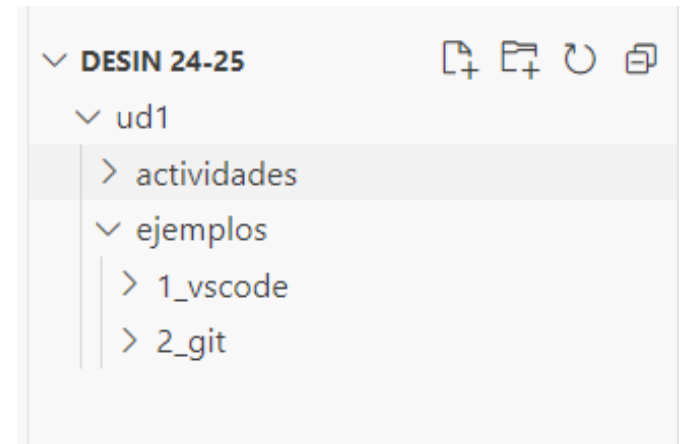 DESIN 24-25
ud1
actividades
ejemplos
1_vscode
2_git